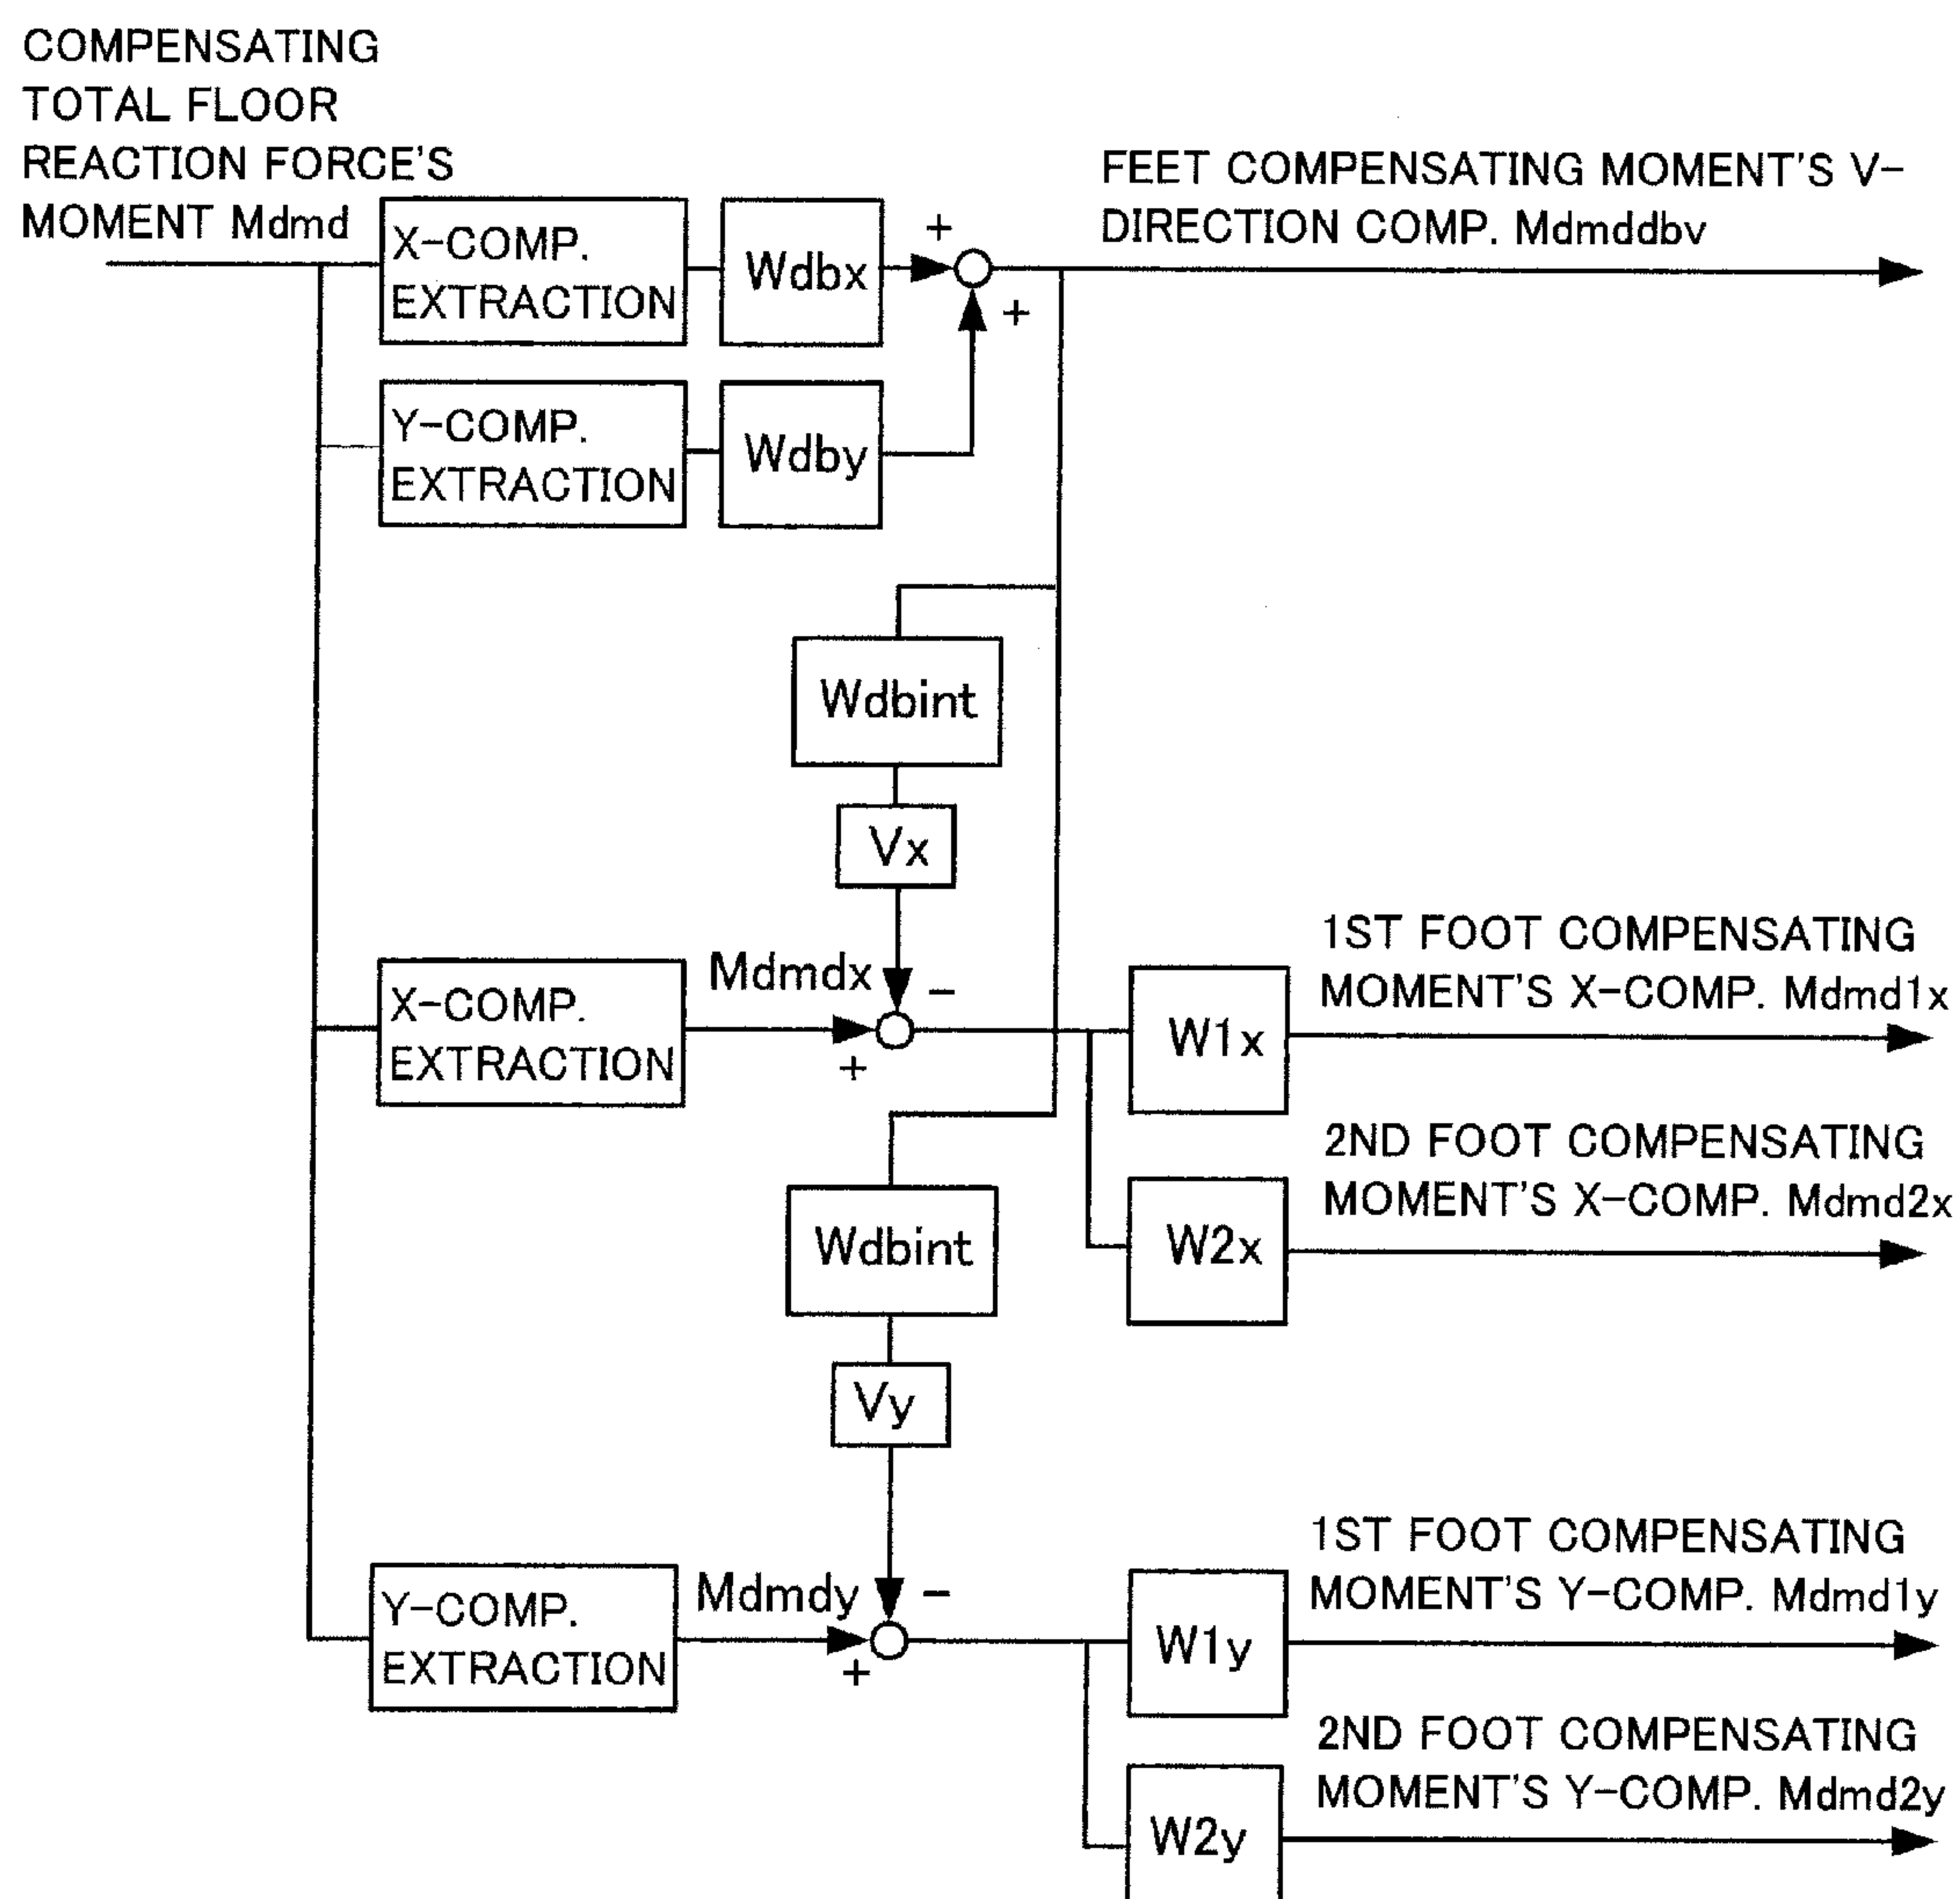 COMPENSATING
TOTAL FLOOR
REACTION FORCE'S
MOMENT Mdmd
X-COMP.
EXTRACTION
Wdbx
+
+
FEET COMPENSATING MOMENT'S V-
DIRECTION COMP. Mdmddbv
Y-COMP.
EXTRACTION
Wdby
Wdbint
Vx
X-COMP.
EXTRACTION
Mdmdx
-
+
W1x
1ST FOOT COMPENSATING
MOMENT'S X-COMP. Mdmd1x
W2x
2ND FOOT COMPENSATING
MOMENT'S X-COMP. Mdmd2x
Wdbint
Vy
Y-COMP.
EXTRACTION
Mdmdy
-
+
W1y
1ST FOOT COMPENSATING
MOMENT'S Y-COMP. Mdmd1y
W2y
2ND FOOT COMPENSATING
MOMENT'S Y-COMP. Mdmd2y